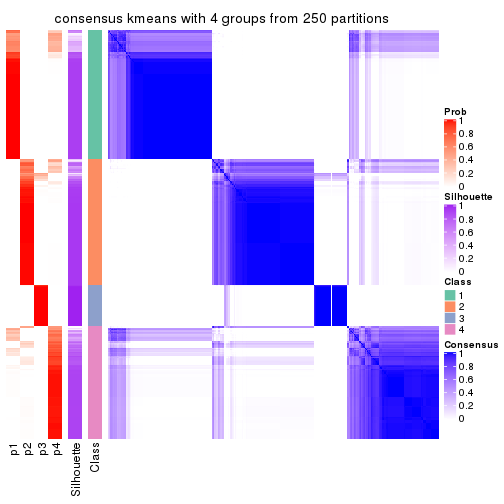 consensus kmeans with 4 groups from 250 partitions
Prob
1
0.8
0.6
0.4
0.2
0
Silhouette
1
0.8
0.6
0.4
0.2
0
Class
1
2
3
4
Consensus
1
0.8
0.6
0.4
0.2
0
p1
p2
p3
p4
Silhouette
Class